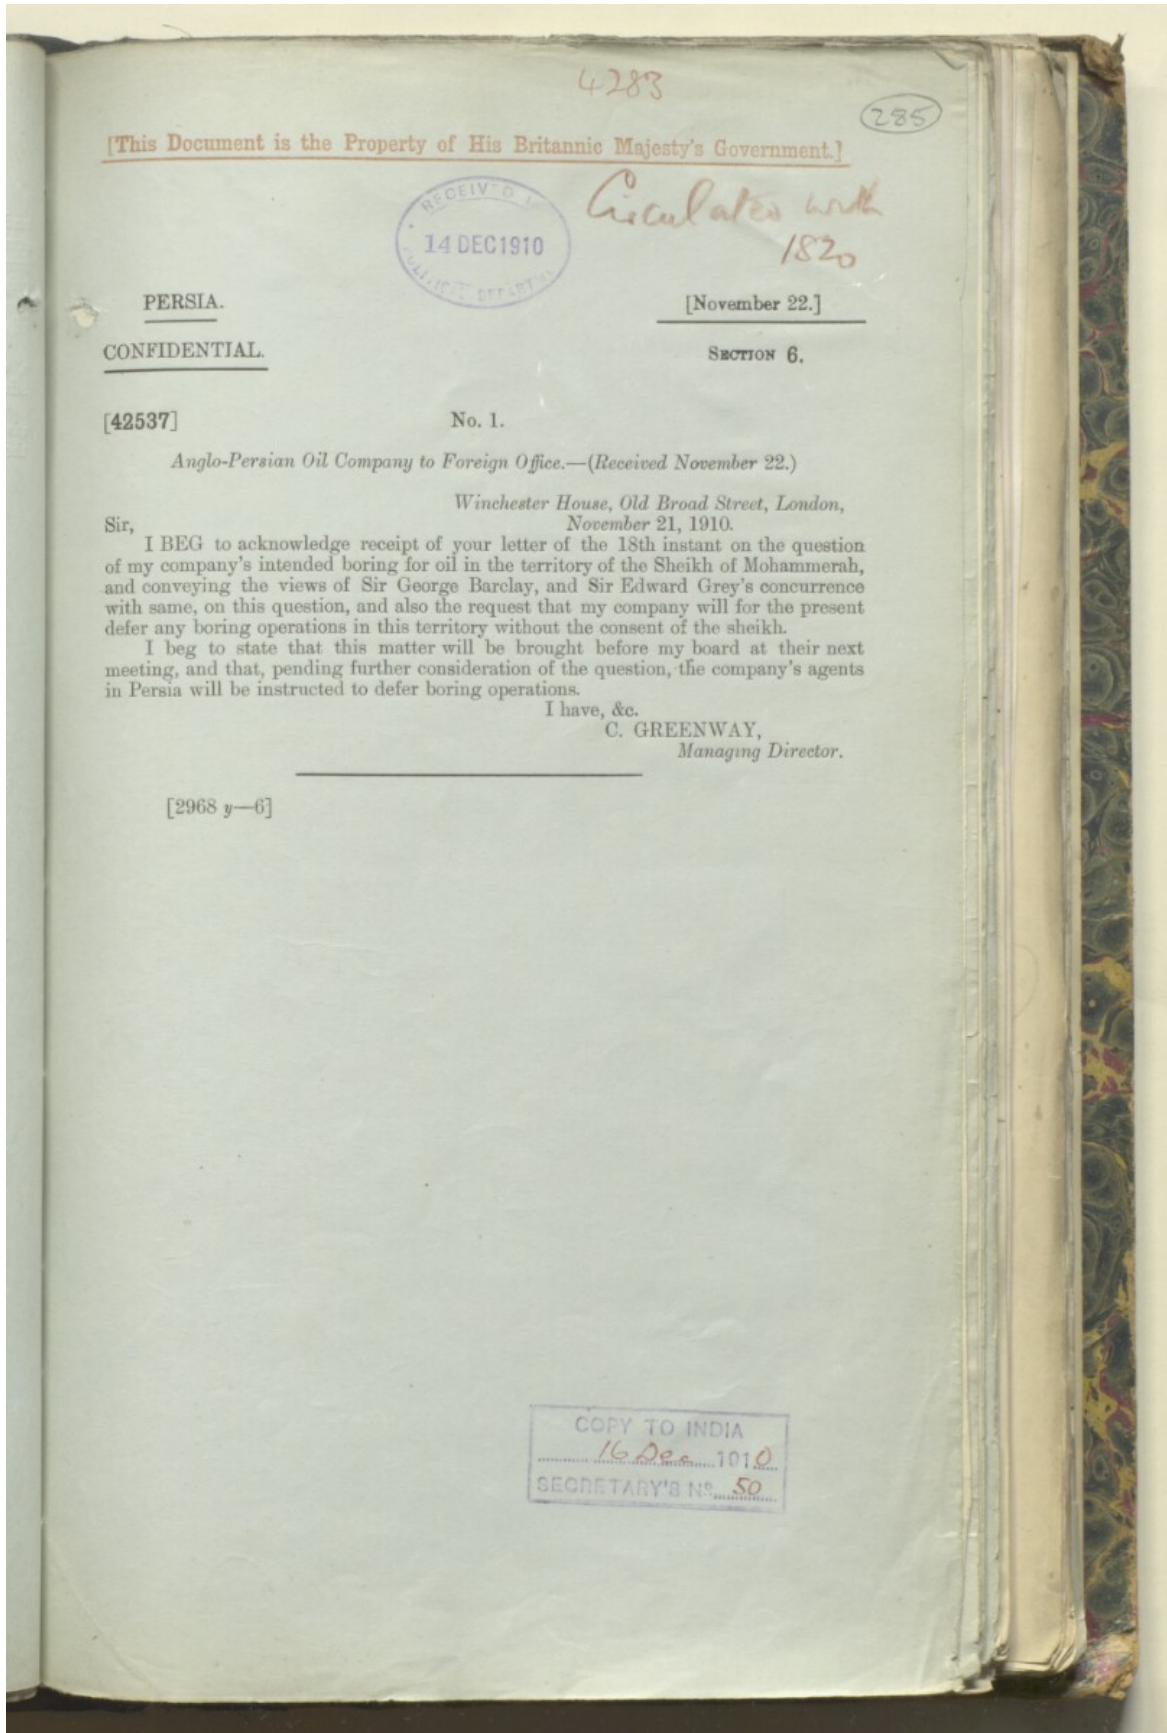 4283
285
[This Document is the Property of His Britannic Majesty's Government.]
Circulated with
1820
RECEIVED IN
14 DEC 1910
POLITICAL DEPARTMENT
PERSIA.
[November 22.]
CONFIDENTIAL.
SECTION 6.
[42537]
No. 1.
Anglo-Persian Oil Company to Foreign Office.—(Received November 22.)
Winchester House, Old Broad Street, London,
Sir,
November 21, 1910.
I BEG to acknowledge receipt of your letter of the 18th instant on the question
of my company's intended boring for oil in the territory of the Sheikh of Mohammerah,
and conveying the views of Sir George Barclay, and Sir Edward Grey's concurrence
with same, on this question, and also the request that my company will for the present
defer any boring operations in this territory without the consent of the sheikh.
I beg to state that this matter will be brought before my board at their next
meeting, and that, pending further consideration of the question, the company's agents
in Persia will be instructed to defer boring operations.
I have, &c.
C. GREENWAY,
Managing Director.
[2968 y—6]
COPY TO INDIA
16 Dec 1910
SECRETARY'S No. 50